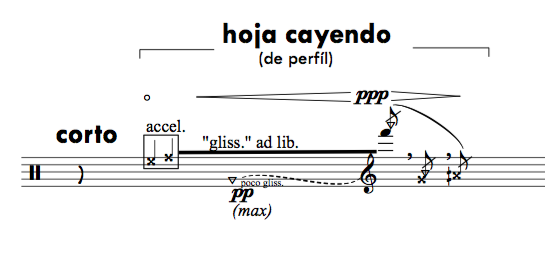 hoja cayendo
(de perfíl)
ppp
corto
accel.
"gliss." ad lib.
poco gliss.
pp
(max)